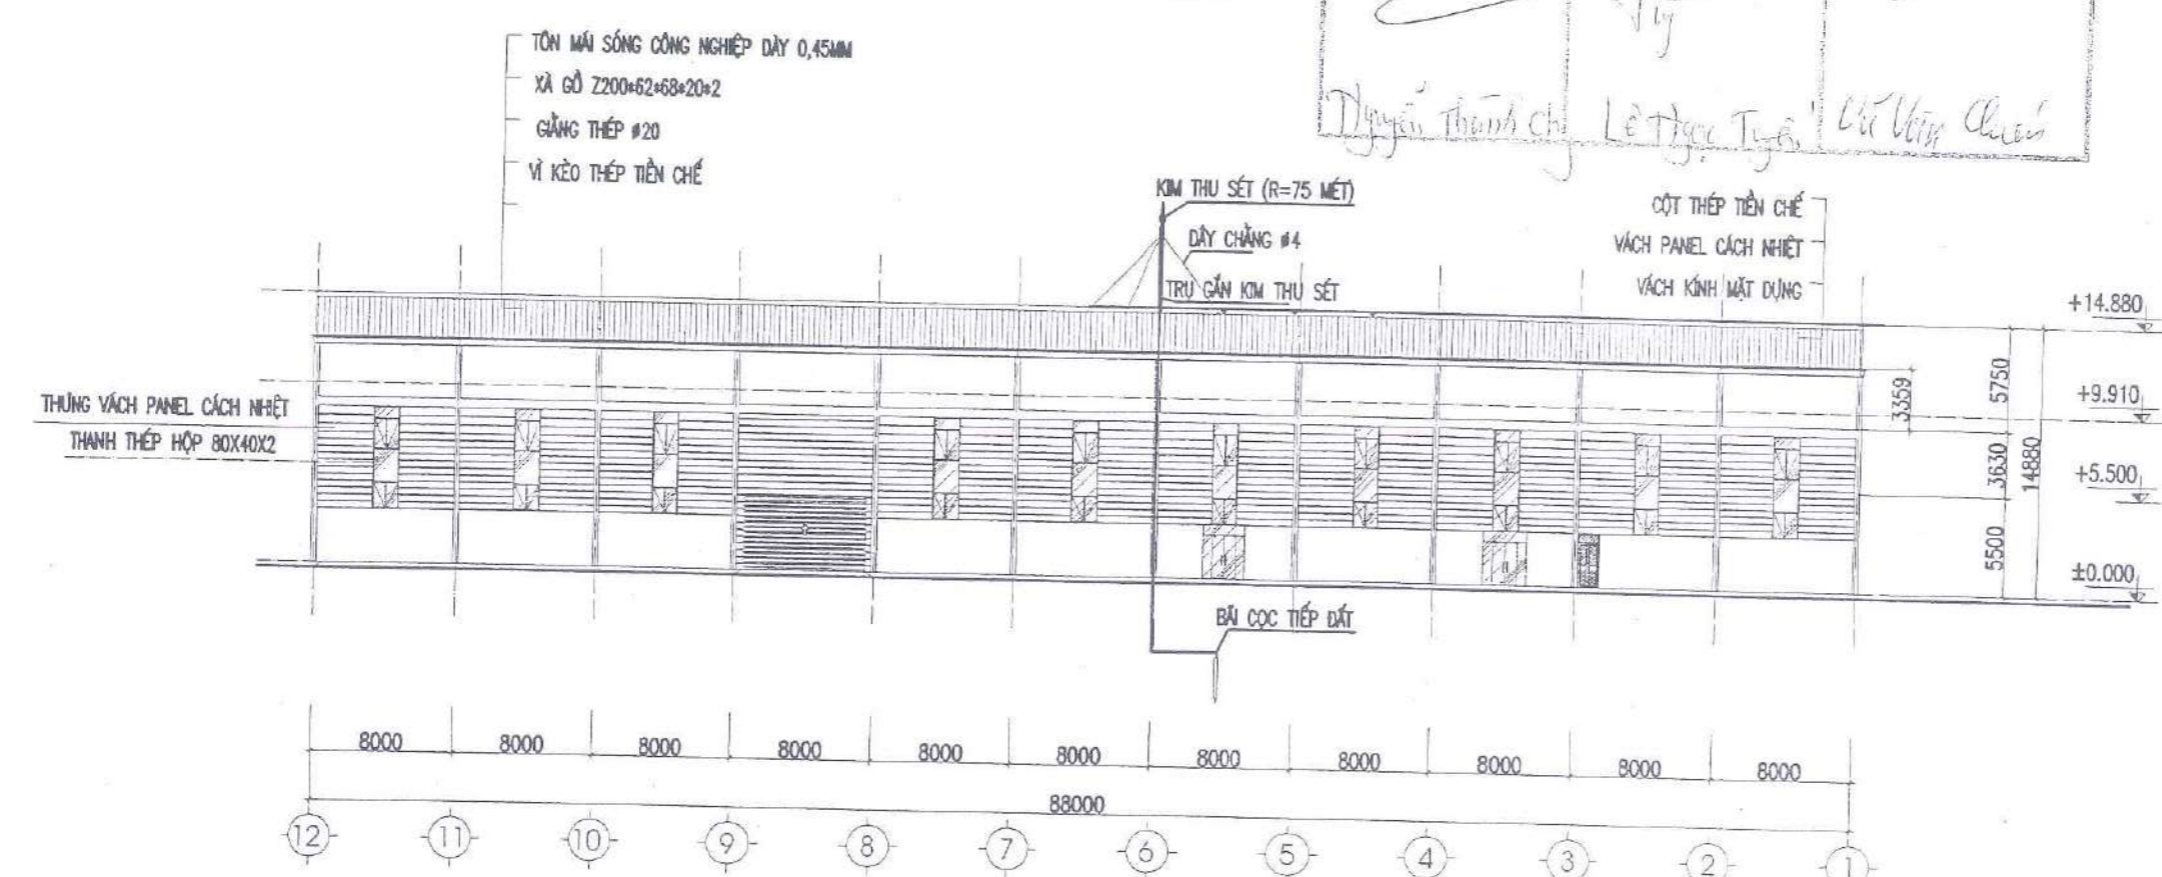 TÔN MÁI SÓNG CÔNG NGHIỆP DÀY 0,45MM
XÀ GỒ Z200*62*68*20*2
GIẰNG THÉP ø20
VÌ KÈO THÉP TIỀN CHẾ
Nguyễn Thành Lê Ngọc Tuyên
KIM THU SÉT (R=75 MÉT)
DÂY CHẰNG ø4
TRỤ GẮN KIM THU SÉT
CỘT THÉP TIỀN CHẾ
VÁCH PANEL CÁCH NHIỆT
VÁCH KÍNH MẶT DỰNG
THƯNG VÁCH PANEL CÁCH NHIỆT
THANH THÉP HỘP 80X40X2
+14.880
+9.910
+5.500
±0.000
3359
5750
3630
5500
14880
BÃI CỌC TIẾP ĐẤT
8000 8000 8000 8000 8000 8000 8000 8000 8000 8000 8000
88000
12 11 10 9 8 7 6 5 4 3 2 1